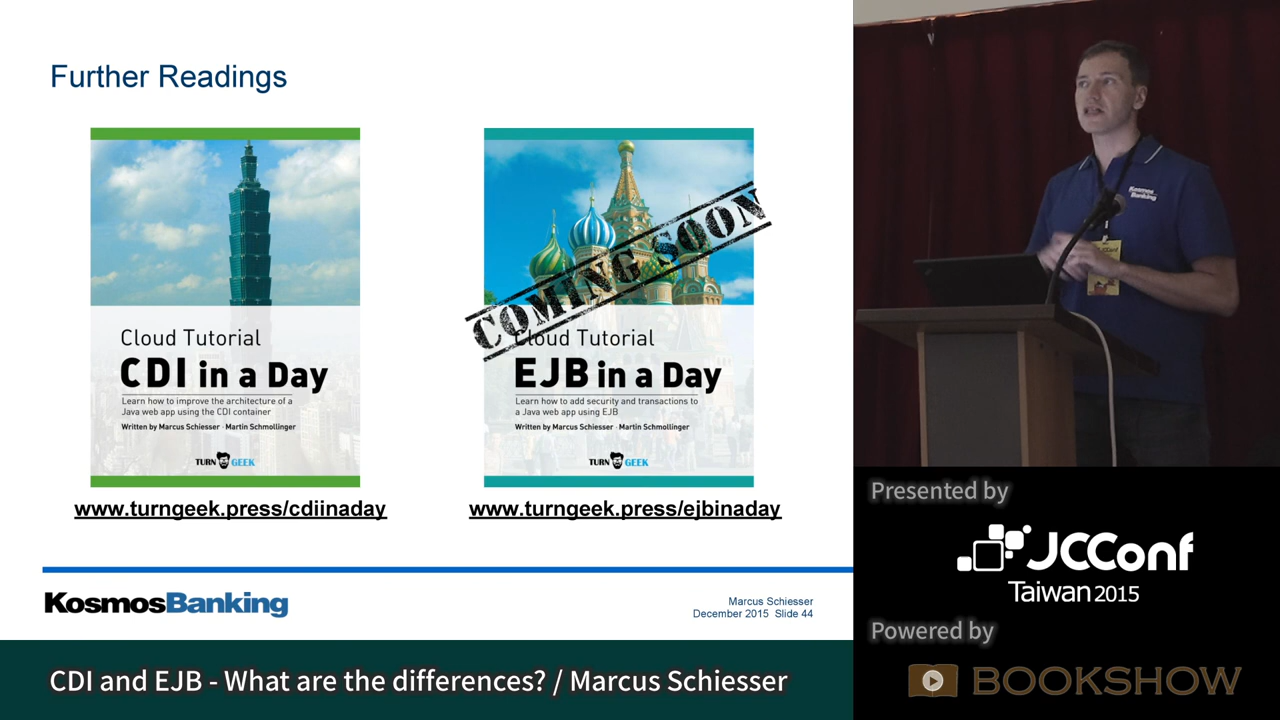 Further Readings
Cloud Tutorial
CDI in a Day
Learn how to improve the architecture of a
Java web app using the CDI container
Written by Marcus Schiesser · Martin Schmollinger
TURN GEEK
www.turngeek.press/cdiinaday
COMING SOON
Cloud Tutorial
EJB in a Day
Learn how to add security and transactions to
a Java web app using EJB
Written by Marcus Schiesser · Martin Schmollinger
TURN GEEK
www.turngeek.press/ejbinaday
KosmosBanking
Marcus Schiesser
December 2015 Slide 44
CDI and EJB - What are the differences? / Marcus Schiesser
Kosmos
Banking
Presented by
JCConf
Taiwan 2015
Powered by
BOOKSHOW